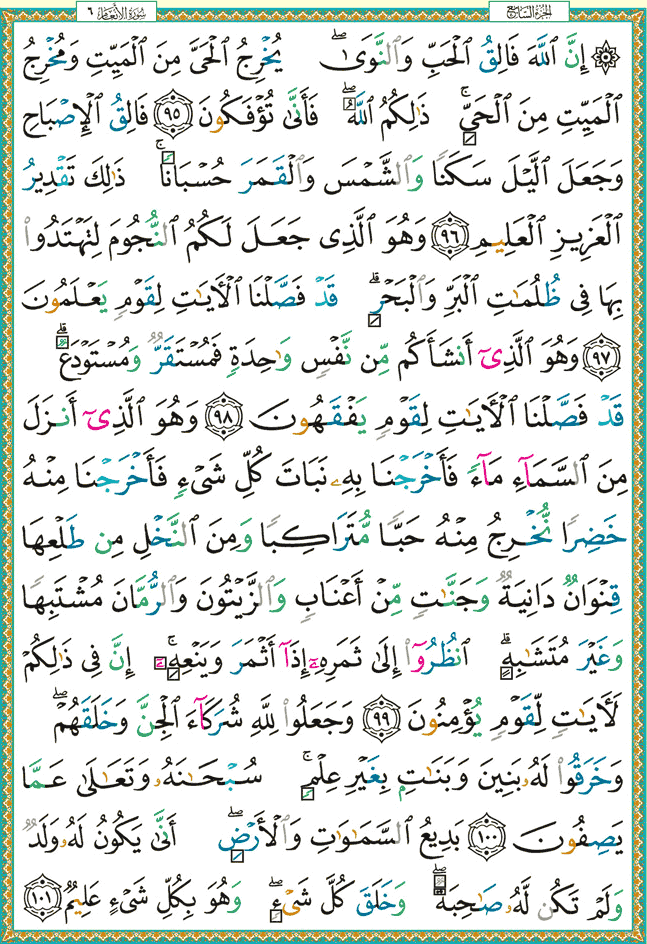 الجزء السابع
سورة الأنعام ٦
۞ إِنَّ ٱللَّهَ فَالِقُ ٱلْحَبِّ وَٱلنَّوَىٰۖ يُخْرِجُ ٱلْحَىَّ مِنَ ٱلْمَيِّتِ وَمُخْرِجُ
ٱلْمَيِّتِ مِنَ ٱلْحَىِّۚ ذَٰلِكُمُ ٱللَّهُۖ فَأَنَّىٰ تُؤْفَكُونَ ٩٥ فَالِقُ ٱلْإِصْبَاحِ
وَجَعَلَ ٱلَّيْلَ سَكَنًا وَٱلشَّمْسَ وَٱلْقَمَرَ حُسْبَانًاۚ ذَٰلِكَ تَقْدِيرُ
ٱلْعَزِيزِ ٱلْعَلِيمِ ٩٦ وَهُوَ ٱلَّذِى جَعَلَ لَكُمُ ٱلنُّجُومَ لِتَهْتَدُوا۟
بِهَا فِى ظُلُمَٰتِ ٱلْبَرِّ وَٱلْبَحْرِۗ قَدْ فَصَّلْنَا ٱلْءَايَٰتِ لِقَوْمٍ يَعْلَمُونَ
٩٧ وَهُوَ ٱلَّذِىٓ أَنشَأَكُم مِّن نَّفْسٍ وَٰحِدَةٍ فَمُسْتَقَرٌّ وَمُسْتَوْدَعٌۗ
قَدْ فَصَّلْنَا ٱلْءَايَٰتِ لِقَوْمٍ يَفْقَهُونَ ٩٨ وَهُوَ ٱلَّذِىٓ أَنزَلَ
مِنَ ٱلسَّمَآءِ مَآءً فَأَخْرَجْنَا بِهِۦ نَبَاتَ كُلِّ شَىْءٍ فَأَخْرَجْنَا مِنْهُ
خَضِرًا نُّخْرِجُ مِنْهُ حَبًّا مُّتَرَاكِبًا وَمِنَ ٱلنَّخْلِ مِن طَلْعِهَا
قِنْوَانٌ دَانِيَةٌ وَجَنَّٰتٍ مِّنْ أَعْنَابٍ وَٱلزَّيْتُونَ وَٱلرُّمَّانَ مُشْتَبِهًا
وَغَيْرَ مُتَشَٰبِهٍۗ ٱنظُرُوٓا۟ إِلَىٰ ثَمَرِهِۦٓ إِذَآ أَثْمَرَ وَيَنْعِهِۦٓۚ إِنَّ فِى ذَٰلِكُمْ
لَءَايَٰتٍ لِّقَوْمٍ يُؤْمِنُونَ ٩٩ وَجَعَلُوا۟ لِلَّهِ شُرَكَآءَ ٱلْجِنَّ وَخَلَقَهُمْۖ
وَخَرَقُوا۟ لَهُۥ بَنِينَ وَبَنَٰتٍۭ بِغَيْرِ عِلْمٍۚ سُبْحَٰنَهُۥ وَتَعَٰلَىٰ عَمَّا
يَصِفُونَ ١٠٠ بَدِيعُ ٱلسَّمَٰوَٰتِ وَٱلْأَرْضِۖ أَنَّىٰ يَكُونُ لَهُۥ وَلَدٌ
وَلَمْ تَكُن لَّهُۥ صَٰحِبَةٌۖ وَخَلَقَ كُلَّ شَىْءٍۖ وَهُوَ بِكُلِّ شَىْءٍ عَلِيمٌ ١٠١